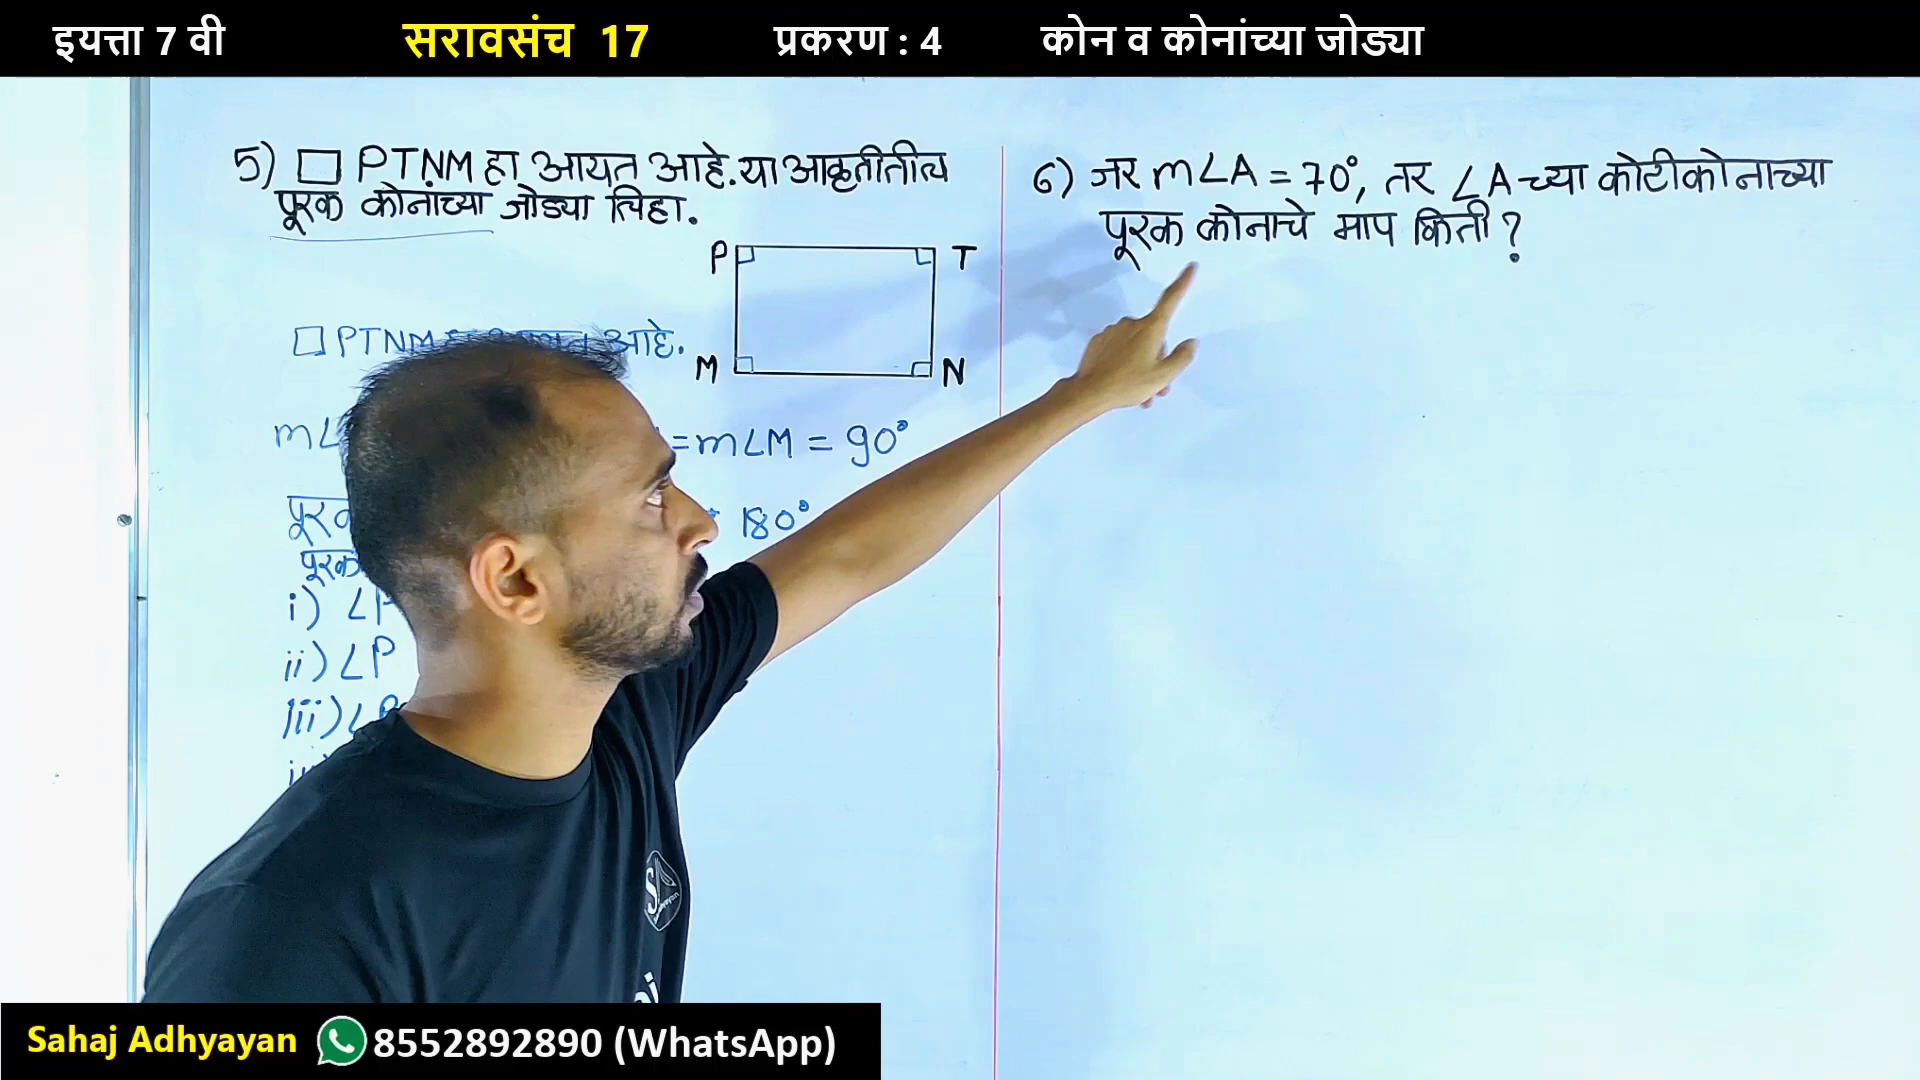 इयत्ता 7 वी सरावसंच 17 प्रकरण : 4 कोन व कोनांच्या जोड्या
5) □ PTNM हा आयत आहे. या आकृतीतील
पूरक कोनांच्या जोड्या लिहा.
P T
M N
□ PTNM आहे.
m∠ = m∠M = 90°
180°
i) ∠P
ii) ∠P
iii) ∠P
6) जर m∠A = 70°, तर ∠A-च्या कोटीकोनाच्या
पूरक कोनाचे माप किती?
Sahaj Adhyayan 8552892890 (WhatsApp)